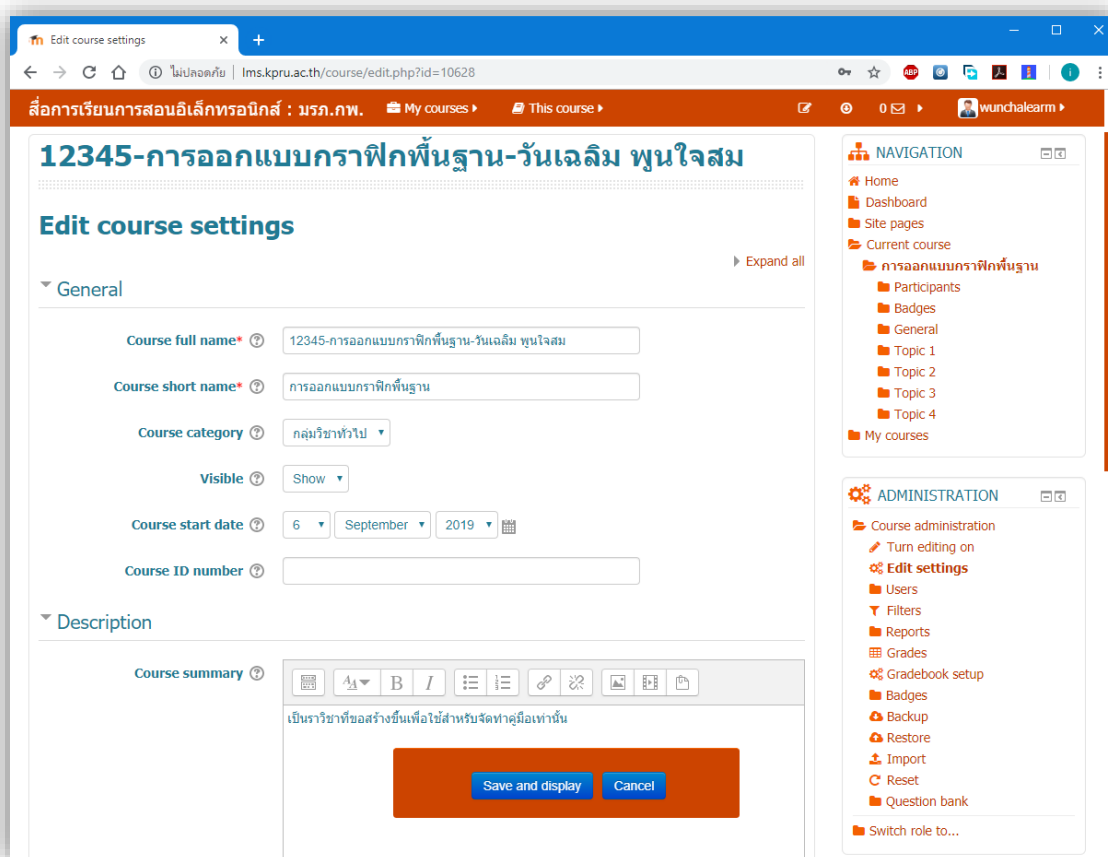 Edit course settings
ไม่ปลอดภัย | lms.kpru.ac.th/course/edit.php?id=10628
ABP
สื่อการเรียนการสอนอิเล็กทรอนิกส์ : มรภ.กพ. My courses This course 0 wunchalearm
12345-การออกแบบกราฟิกพื้นฐาน-วันเฉลิม พูนใจสม
Edit course settings
Expand all
General
Course full name* 12345-การออกแบบกราฟิกพื้นฐาน-วันเฉลิม พูนใจสม
Course short name* การออกแบบกราฟิกพื้นฐาน
Course category กลุ่มวิชาทั่วไป
Visible Show
Course start date 6 September 2019
Course ID number
Description
Course summary
เป็นราวิชาที่ขอสร้างขึ้นเพื่อใช้สำหรับจัดทำคู่มือเท่านั้น
Save and display Cancel
NAVIGATION
Home
Dashboard
Site pages
Current course
การออกแบบกราฟิกพื้นฐาน
Participants
Badges
General
Topic 1
Topic 2
Topic 3
Topic 4
My courses
ADMINISTRATION
Course administration
Turn editing on
Edit settings
Users
Filters
Reports
Grades
Gradebook setup
Badges
Backup
Restore
Import
Reset
Question bank
Switch role to...